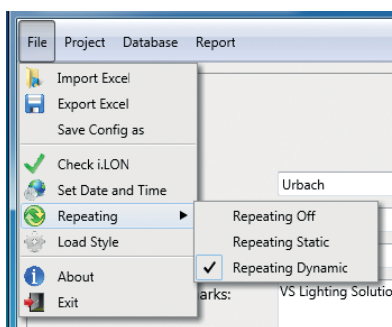 File Project Database Report
Import Excel
Export Excel
Save Config as
Check i.LON
Set Date and Time
Urbach
Repeating
Repeating Off
Load Style
Repeating Static
Repeating Dynamic
About
Exit
arks:
VS Lighting Solutio